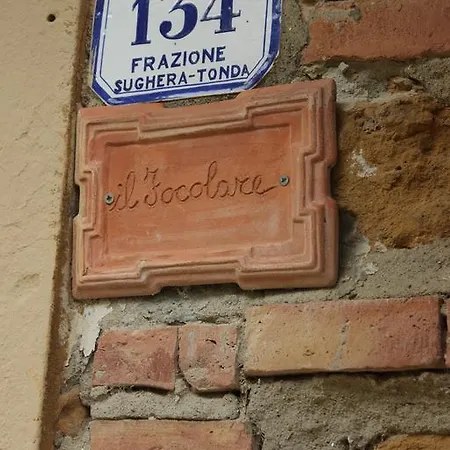 134
FRAZIONE
SUGHERA-TONDA
il Focolare